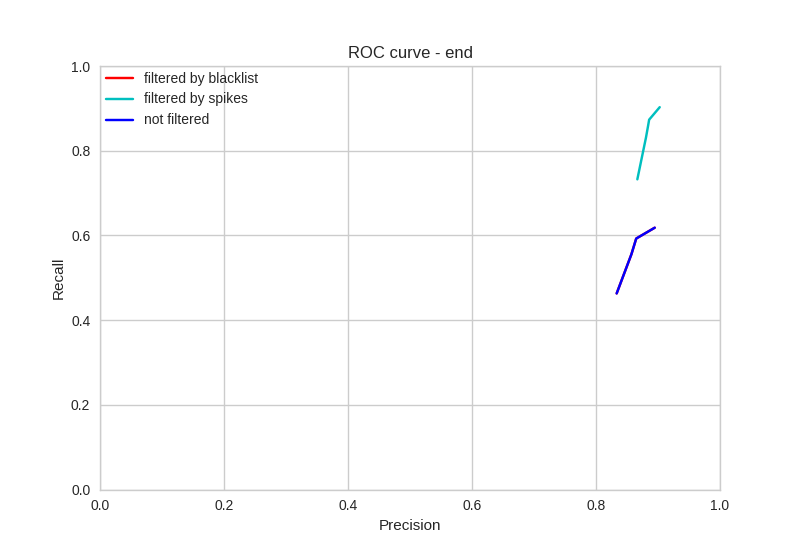 ROC curve - end
filtered by blacklist
filtered by spikes
not filtered
1.0
0.8
0.6
0.4
0.2
0.0
Recall
0.0 0.2 0.4 0.6 0.8 1.0
Precision